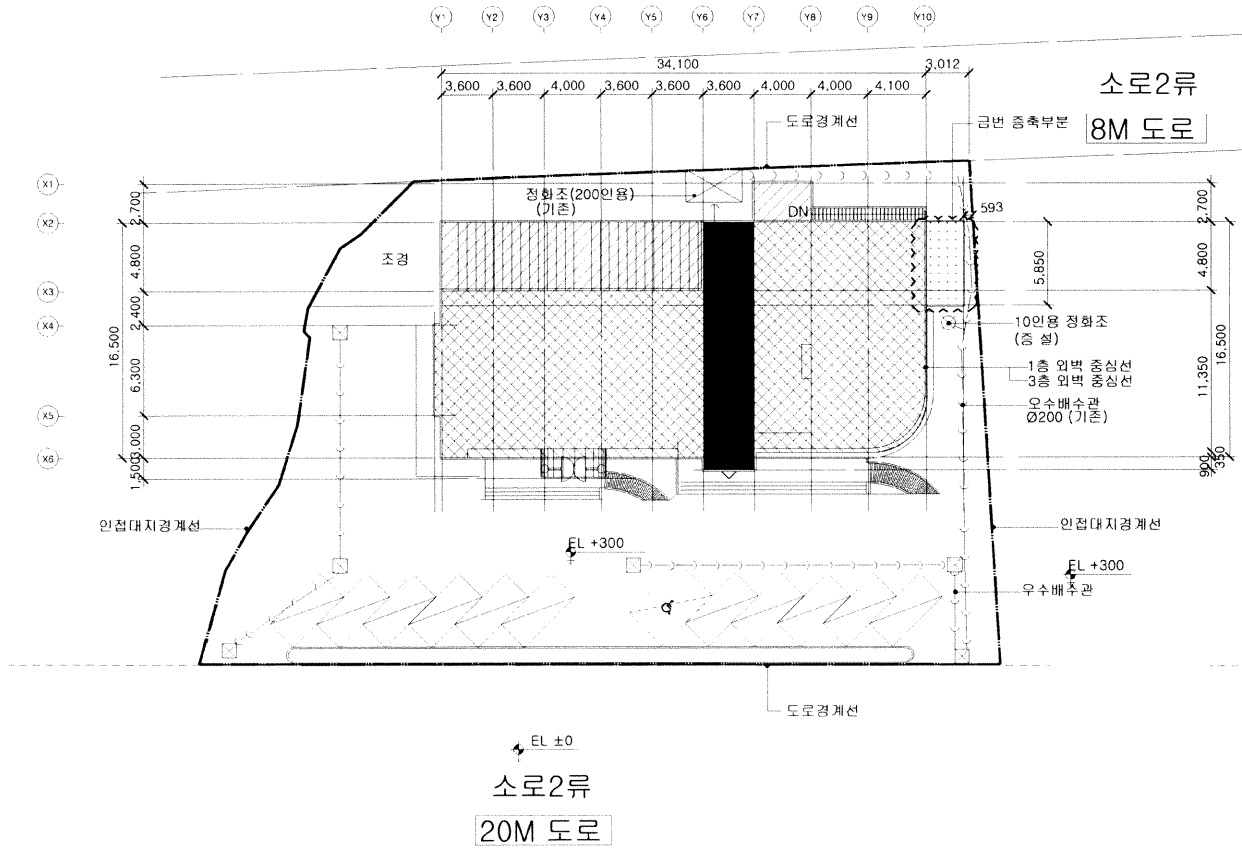 Y1 Y2 Y3 Y4 Y5 Y6 Y7 Y8 Y9 Y10
34,100
3,012
3,600 3,600 4,000 3,600 3,600 3,600 4,000 4,000 4,100
소로2류
8M 도로
도로경계선
금번 증축부분
X1
X2
X3
X4
X5
X6
2,700
4,800
2,400
6,300
3,000
1,500
16,500
정화조(200인용)
(기존)
DN
593
조경
5,850
2,700
4,800
11,350
16,500
900
350
10인용 정화조
(증 설)
1층 외벽 중심선
3층 외벽 중심선
오수배수관
Ø200 (기존)
인접대지경계선
인접대지경계선
EL +300
EL +300
우수배수관
도로경계선
EL ±0
소로2류
20M 도로